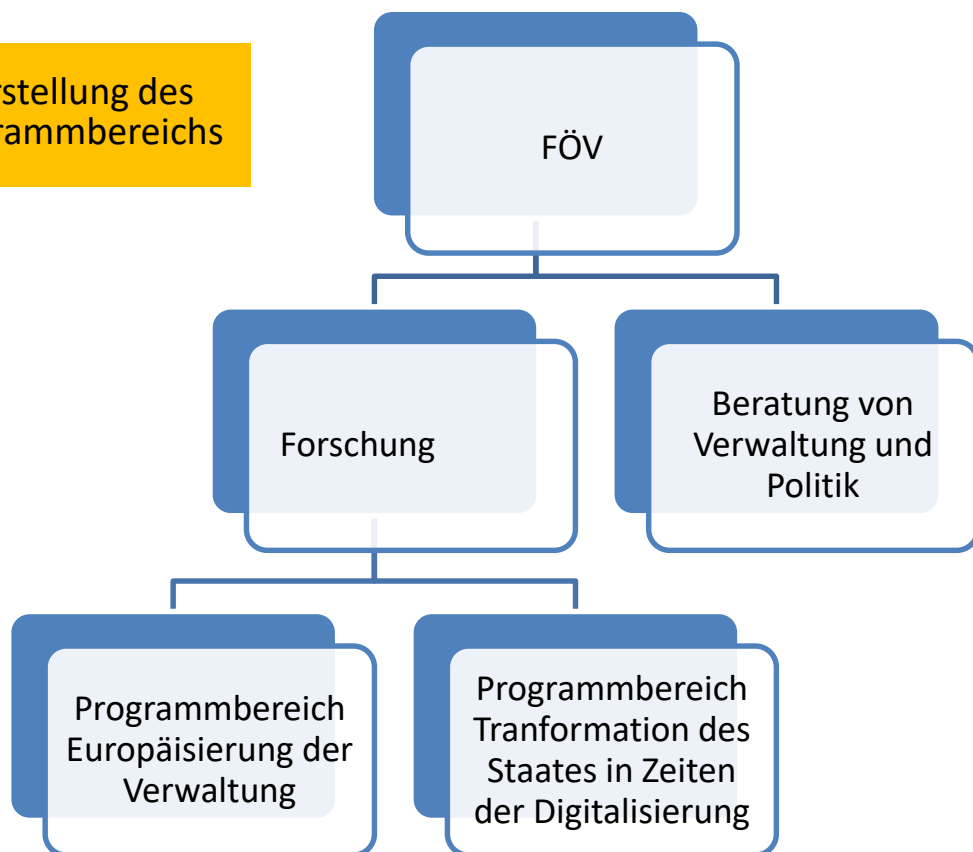 rstellung des
rammbereichs
FÖV
Forschung
Beratung von
Verwaltung und
Politik
Programmbereich
Europäisierung der
Verwaltung
Programmbereich
Tranformation des
Staates in Zeiten
der Digitalisierung